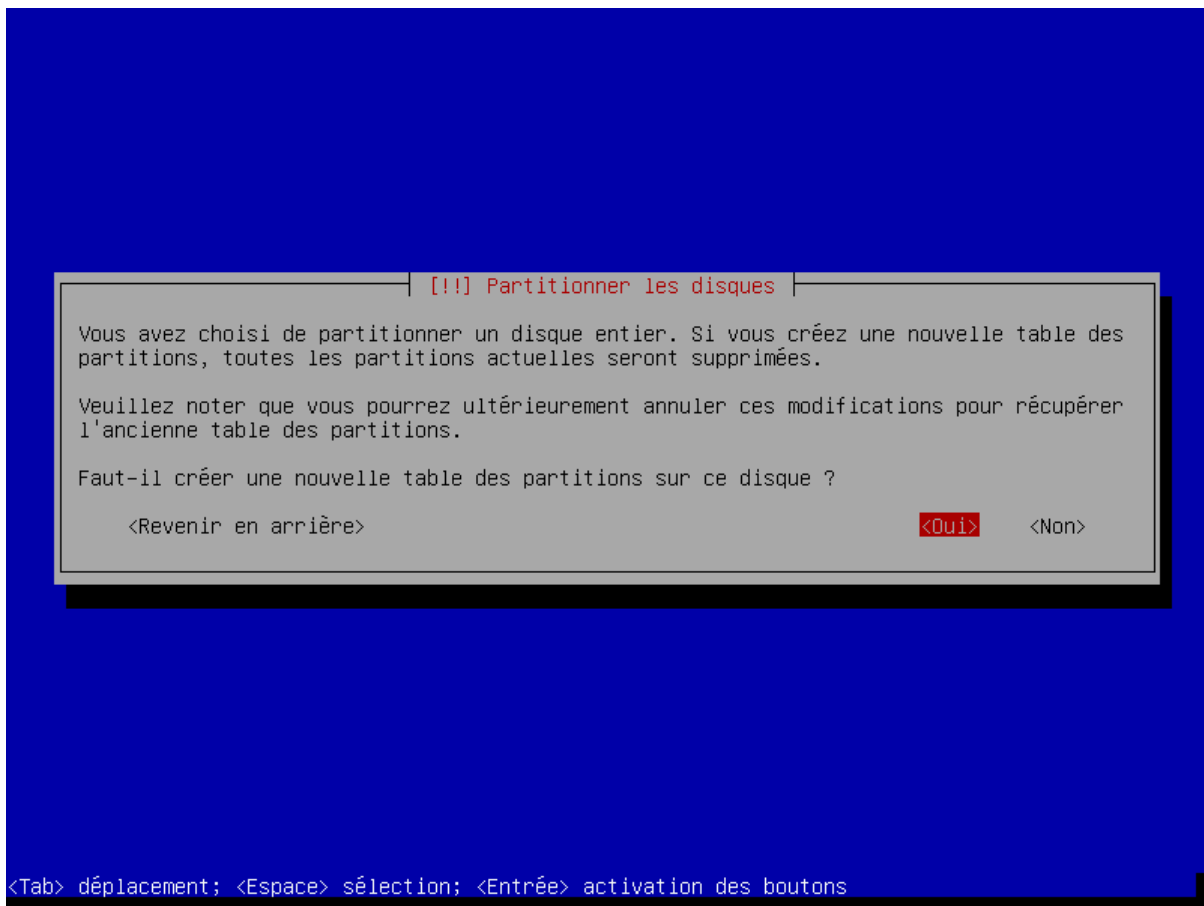 [!!] Partitionner les disques
Vous avez choisi de partitionner un disque entier. Si vous créez une nouvelle table des
partitions, toutes les partitions actuelles seront supprimées.
Veuillez noter que vous pourrez ultérieurement annuler ces modifications pour récupérer
l'ancienne table des partitions.
Faut-il créer une nouvelle table des partitions sur ce disque ?
<Revenir en arrière> <Oui> <Non>
<Tab> déplacement; <Espace> sélection; <Entrée> activation des boutons